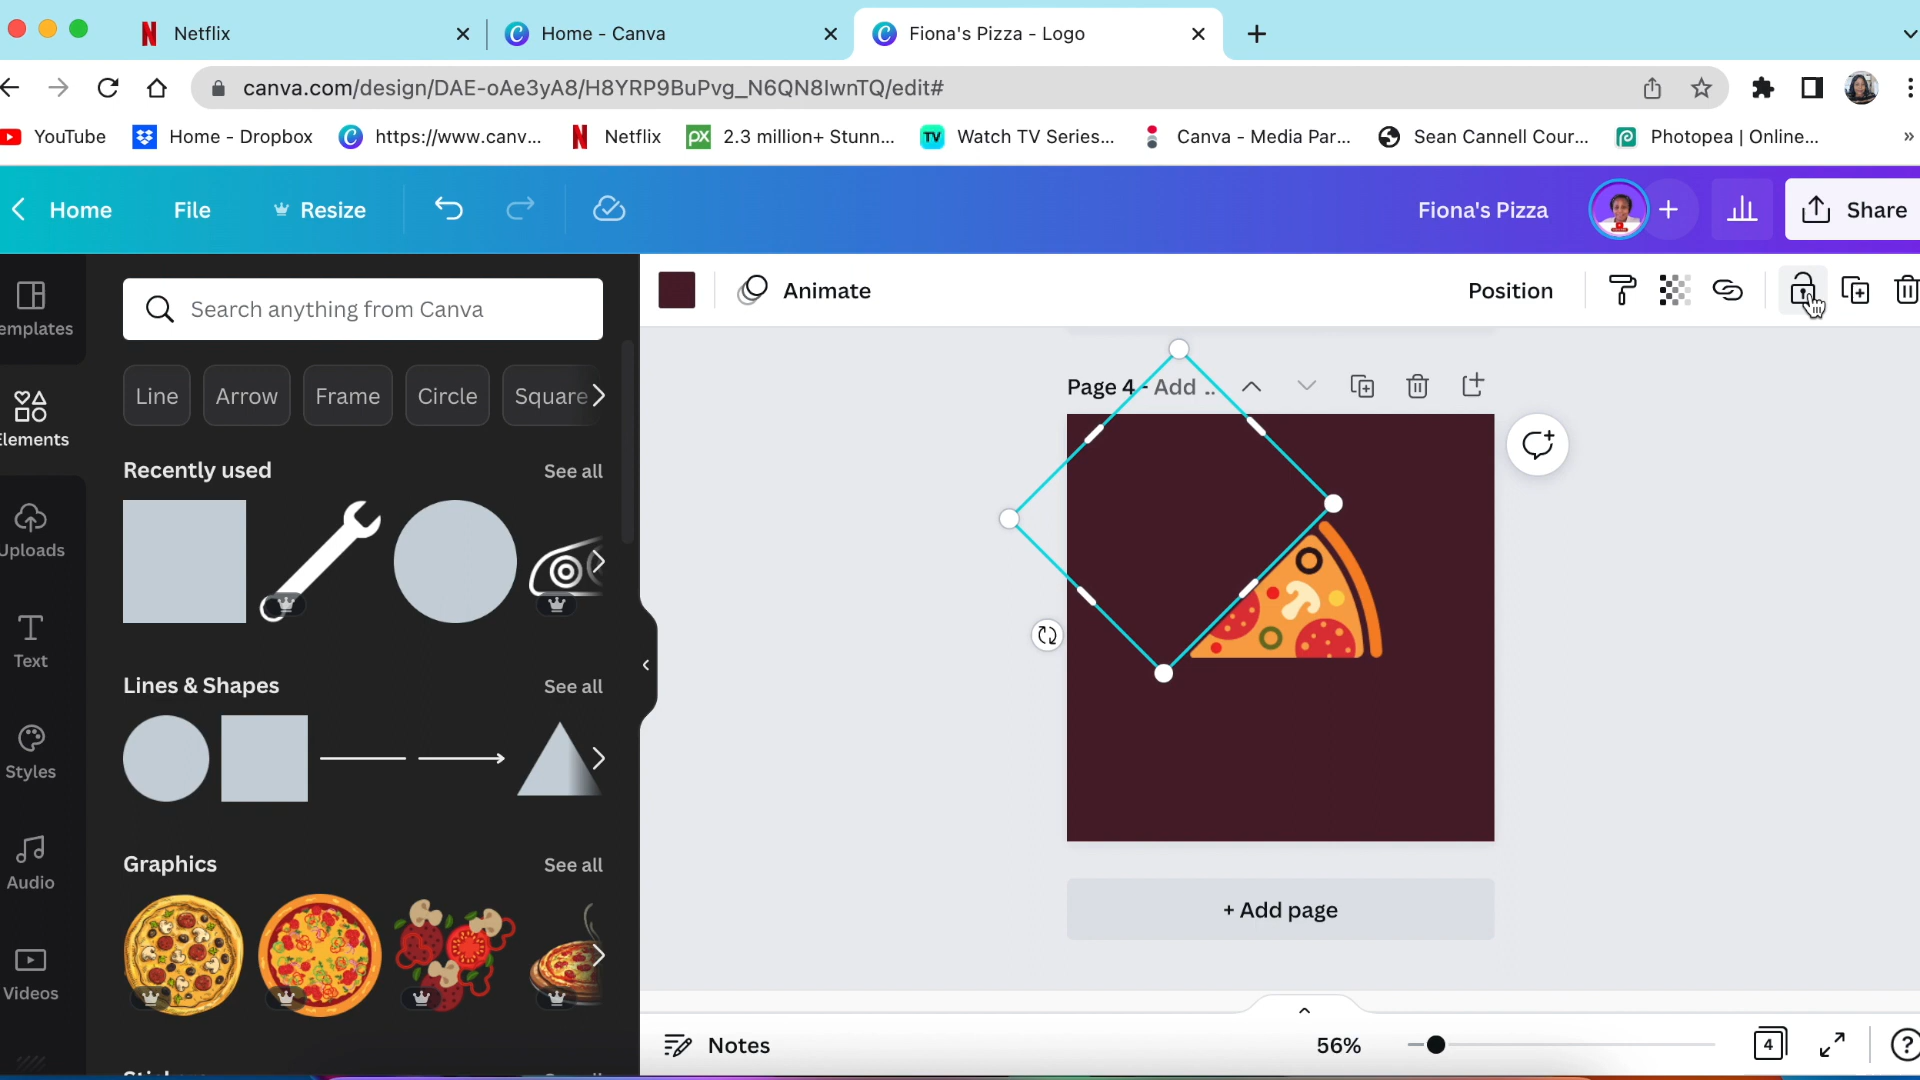 Netflix
Home - Canva
Fiona's Pizza - Logo
canva.com/design/DAE-oAe3yA8/H8YRP9BuPvg_N6QN8IwnTQ/edit#
YouTube
Home - Dropbox
https://www.canv...
Netflix
2.3 million+ Stunn...
TV
Watch TV Series...
Canva - Media Par...
Sean Cannell Cour...
Photopea | Online...
Home
File
Resize
Fiona's Pizza
Share
Search anything from Canva
Animate
Position
emplates
Line
Arrow
Frame
Circle
Square
Page 4 - Add ..
Elements
Recently used
See all
Uploads
Text
Lines & Shapes
See all
Styles
Graphics
See all
Audio
+ Add page
Videos
Notes
56%
4
?